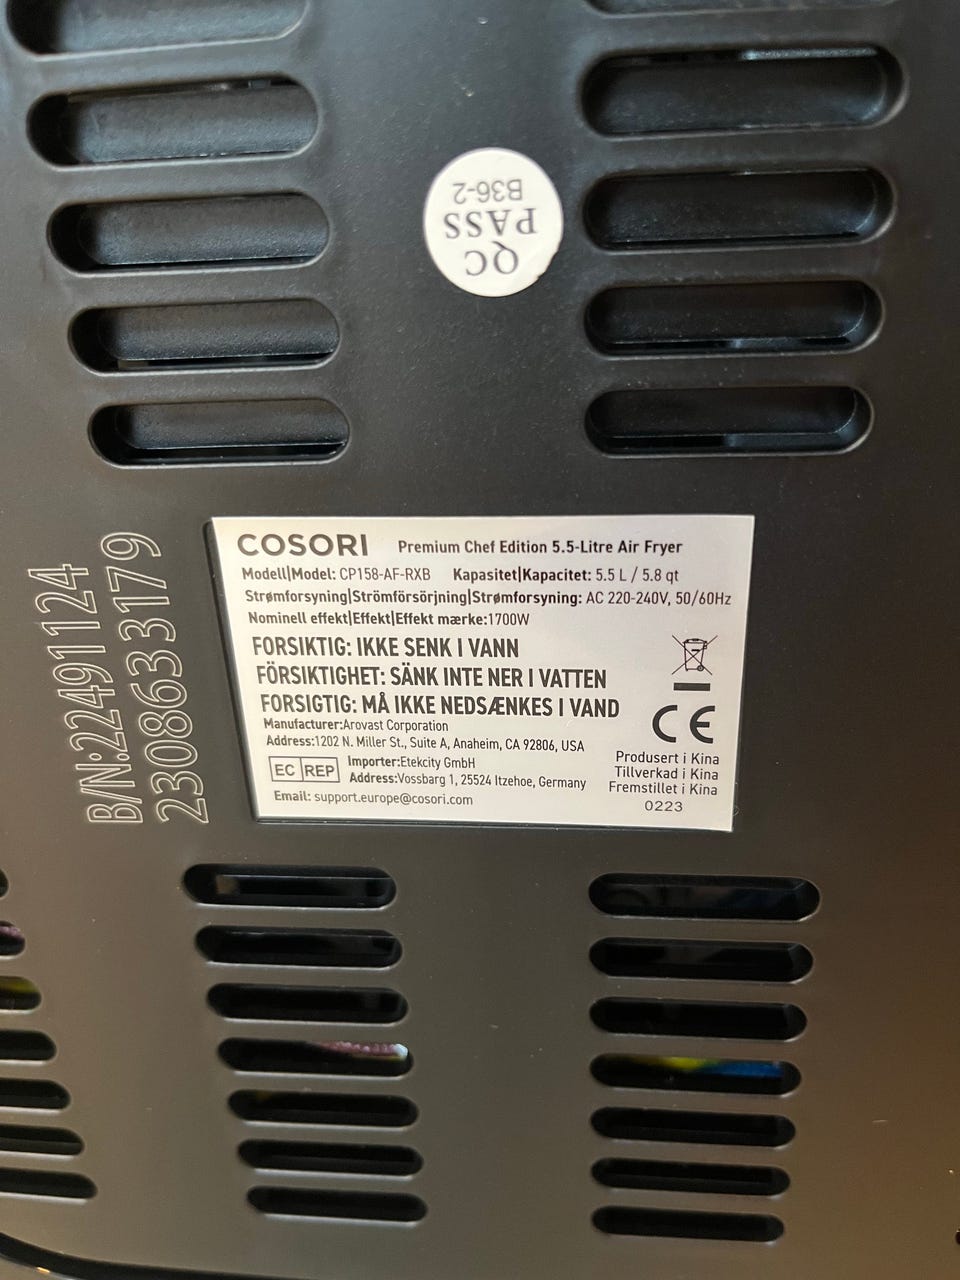 QC
PASS
B36-2
B/N:22491124
2308633179
COSORI Premium Chef Edition 5.5-Litre Air Fryer
Modell|Model: CP158-AF-RXB Kapasitet|Kapacitet: 5.5 L / 5.8 qt
Strømforsyning|Strömförsörjning|Strømforsyning: AC 220-240V, 50/60Hz
Nominell effekt|Effekt|Effekt mærke:1700W
FORSIKTIG: IKKE SENK I VANN
FÖRSIKTIGHET: SÄNK INTE NER I VATTEN
FORSIGTIG: MÅ IKKE NEDSÆNKES I VAND
Manufacturer:Arovast Corporation
Address:1202 N. Miller St., Suite A, Anaheim, CA 92806, USA
EC REP
Importer:Etekcity GmbH
Address:Vossbarg 1, 25524 Itzehoe, Germany
Email: support.europe@cosori.com
CE
Produsert i Kina
Tillverkad i Kina
Fremstillet i Kina
0223